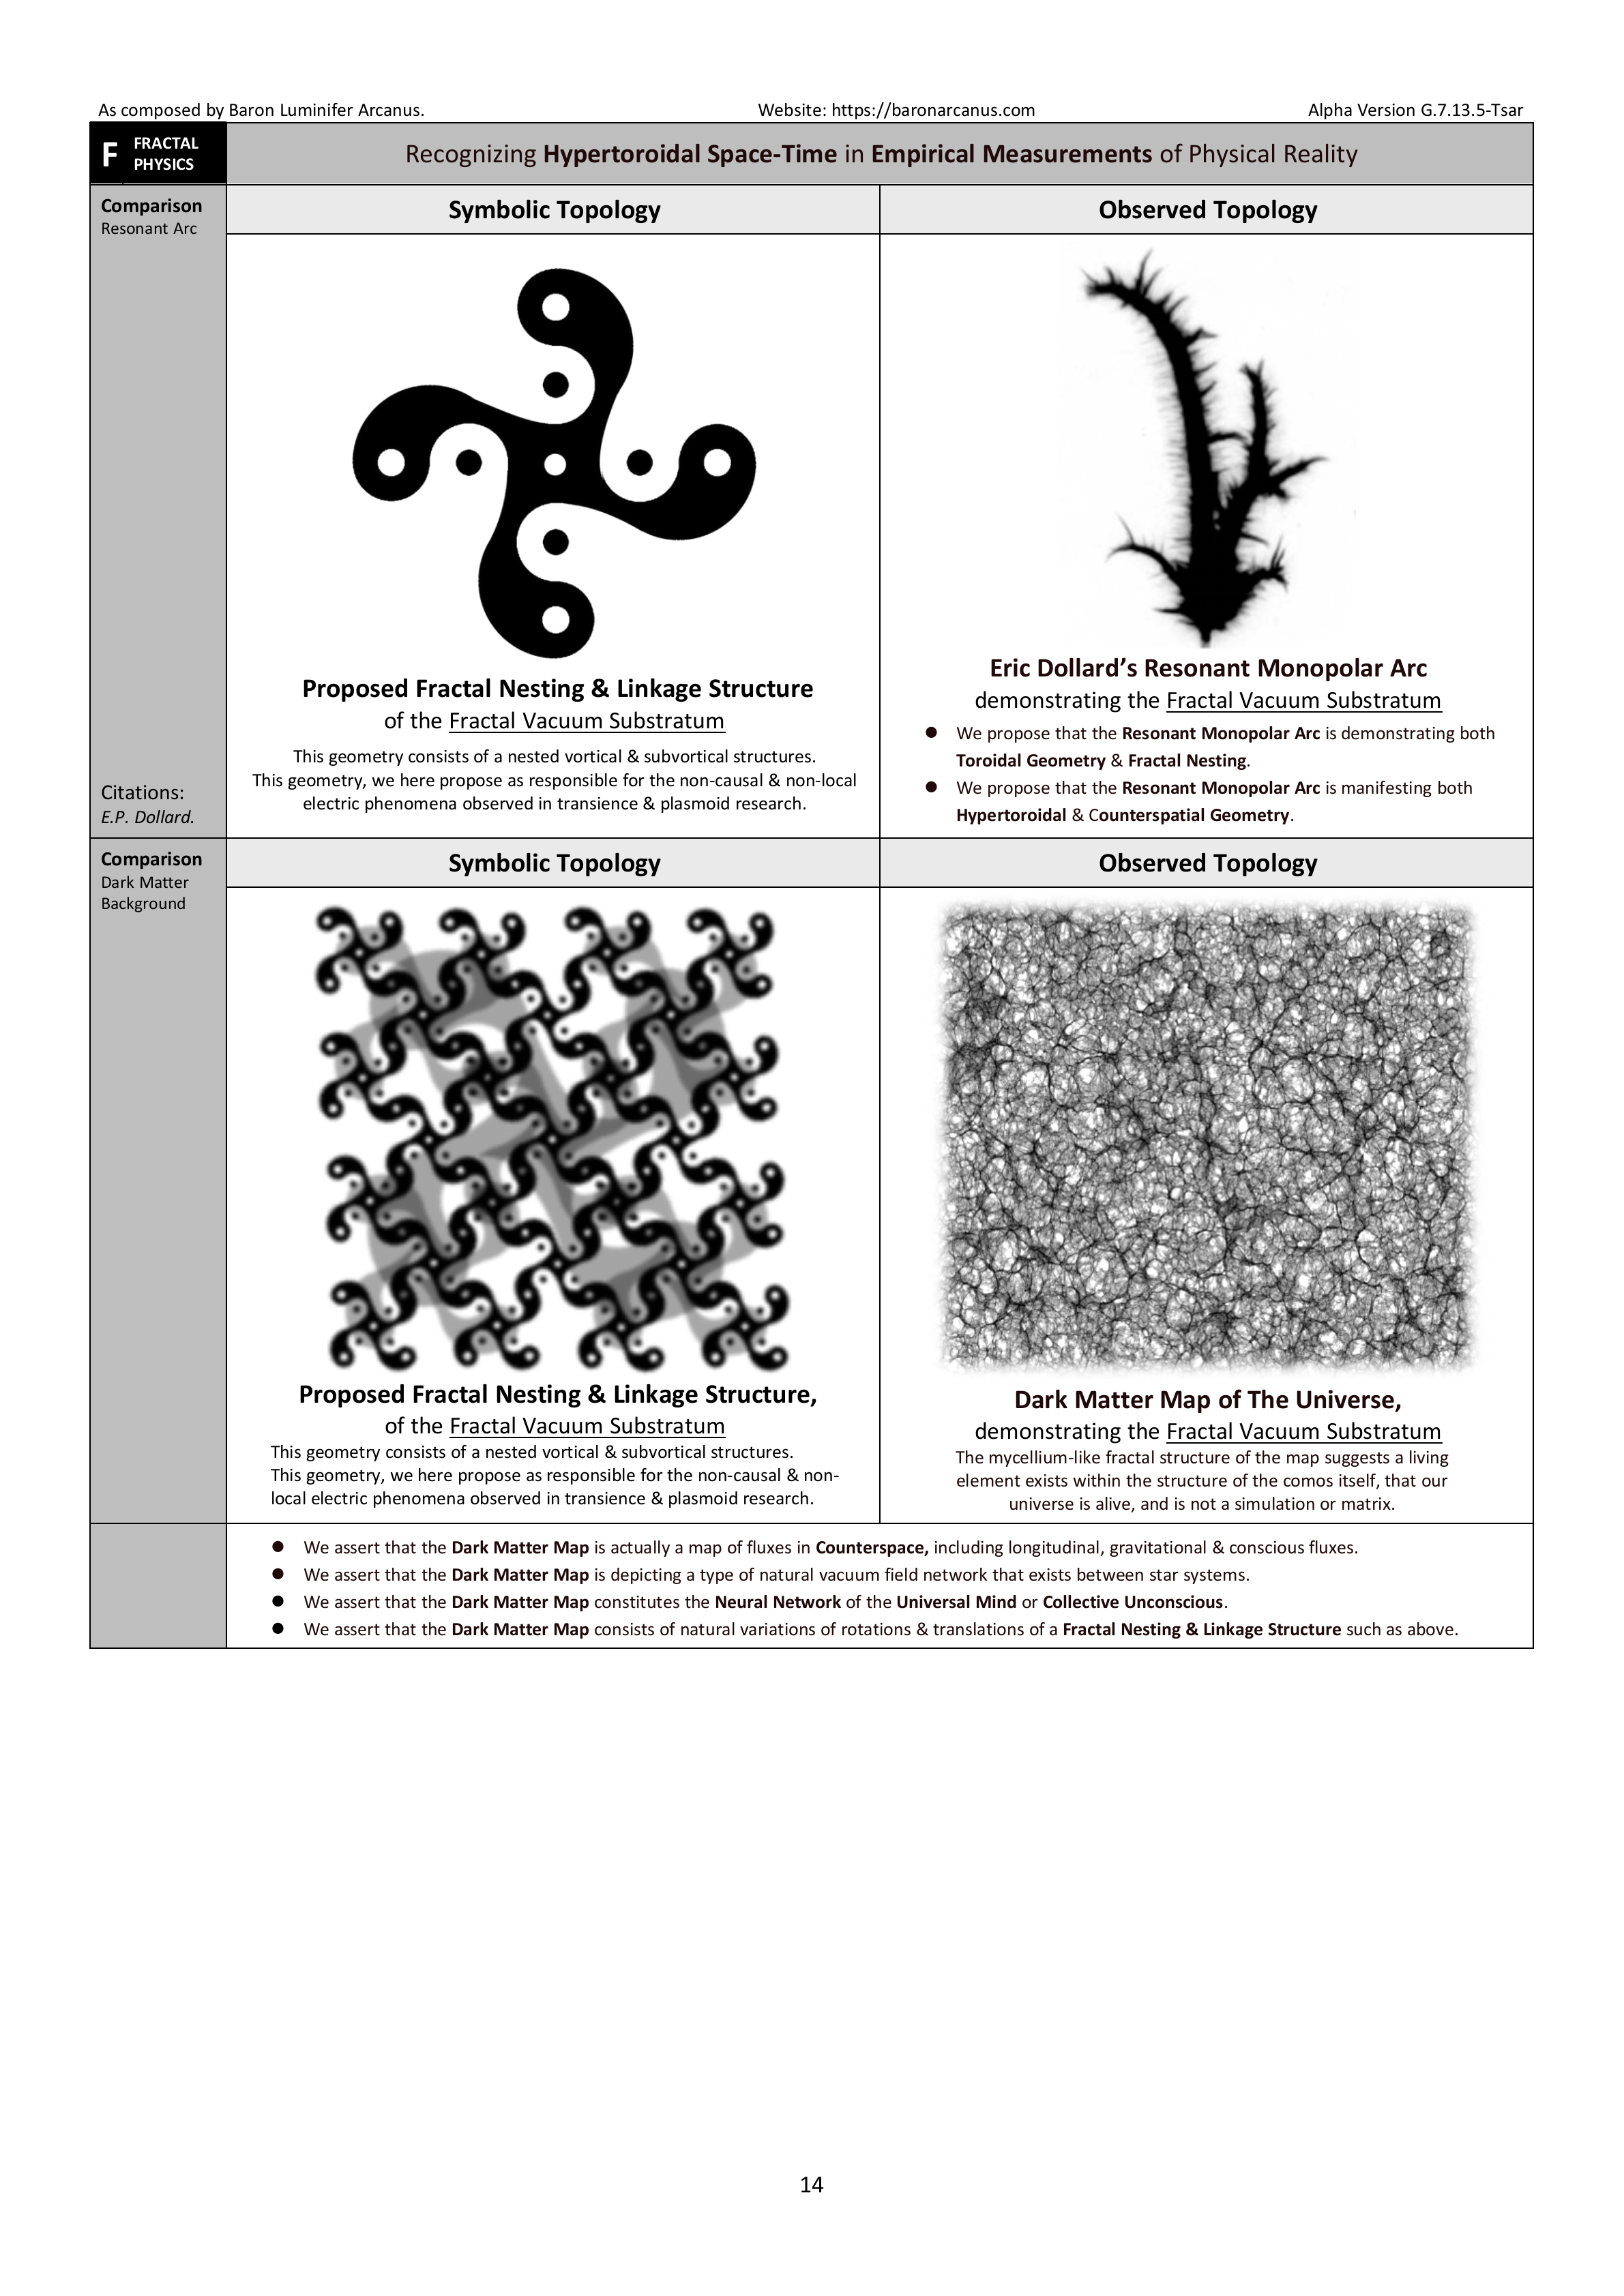 As composed by Baron Luminifer Arcanus.
Website: https://baronarcanus.com
Alpha Version G.7.13.5-Tsar
F FRACTAL
PHYSICS
Recognizing Hypertoroidal Space-Time in Empirical Measurements of Physical Reality
Comparison
Resonant Arc
Symbolic Topology
Observed Topology
Proposed Fractal Nesting & Linkage Structure
of the Fractal Vacuum Substratum
This geometry consists of a nested vortical & subvortical structures.
This geometry, we here propose as responsible for the non-causal & non-local
electric phenomena observed in transience & plasmoid research.
Eric Dollard’s Resonant Monopolar Arc
demonstrating the Fractal Vacuum Substratum
● We propose that the Resonant Monopolar Arc is demonstrating both
Toroidal Geometry & Fractal Nesting.
● We propose that the Resonant Monopolar Arc is manifesting both
Hypertoroidal & Counterspatial Geometry.
Citations:
E.P. Dollard.
Comparison
Dark Matter
Background
Symbolic Topology
Observed Topology
Proposed Fractal Nesting & Linkage Structure,
of the Fractal Vacuum Substratum
This geometry consists of a nested vortical & subvortical structures.
This geometry, we here propose as responsible for the non-causal & non-
local electric phenomena observed in transience & plasmoid research.
Dark Matter Map of The Universe,
demonstrating the Fractal Vacuum Substratum
The mycellium-like fractal structure of the map suggests a living
element exists within the structure of the comos itself, that our
universe is alive, and is not a simulation or matrix.
● We assert that the Dark Matter Map is actually a map of fluxes in Counterspace, including longitudinal, gravitational & conscious fluxes.
● We assert that the Dark Matter Map is depicting a type of natural vacuum field network that exists between star systems.
● We assert that the Dark Matter Map constitutes the Neural Network of the Universal Mind or Collective Unconscious.
● We assert that the Dark Matter Map consists of natural variations of rotations & translations of a Fractal Nesting & Linkage Structure such as above.
14